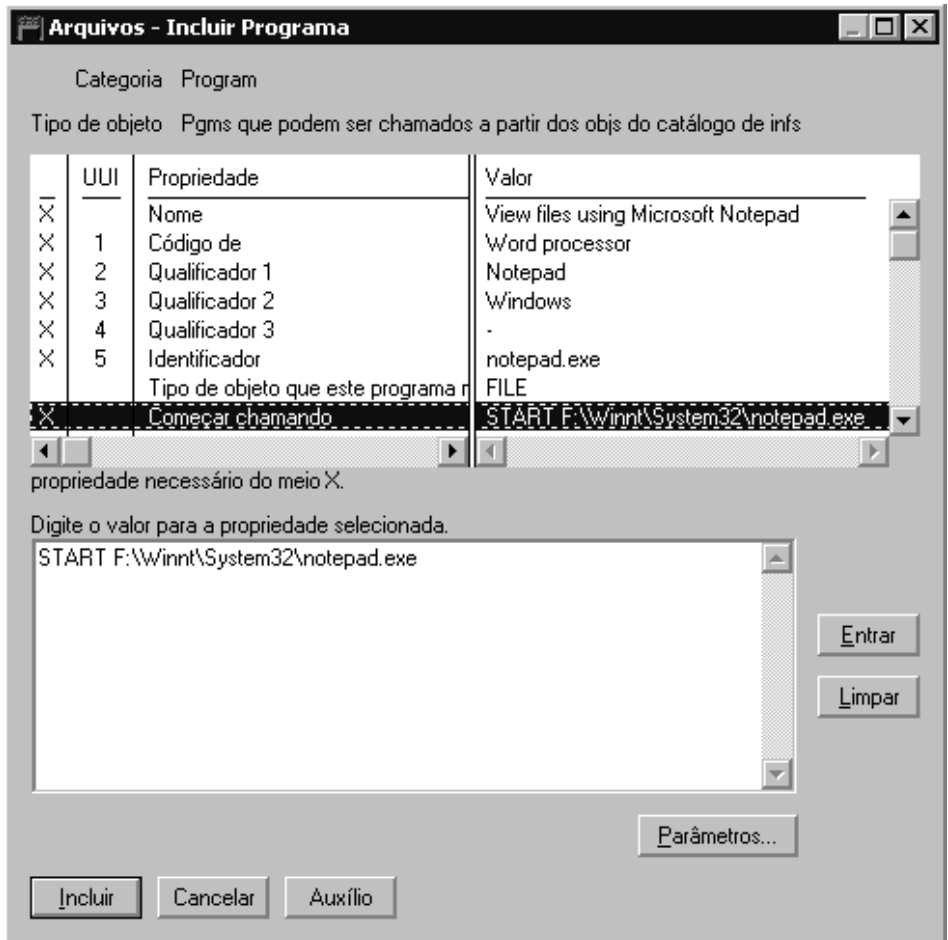 Arquivos - Incluir Programa
Categoria Program
Tipo de objeto Pgms que podem ser chamados a partir dos objs do catálogo de infs
UUI Propriedade Valor
X Nome View files using Microsoft Notepad
X 1 Código de Word processor
X 2 Qualificador 1 Notepad
X 3 Qualificador 2 Windows
X 4 Qualificador 3 -
X 5 Identificador notepad.exe
Tipo de objeto que este programa r FILE
X Começar chamando START F:\Winnt\System32\notepad.exe
propriedade necessário do meio X.
Digite o valor para a propriedade selecionada.
START F:\Winnt\System32\notepad.exe
Entrar
Limpar
Parâmetros...
Incluir Cancelar Auxílio